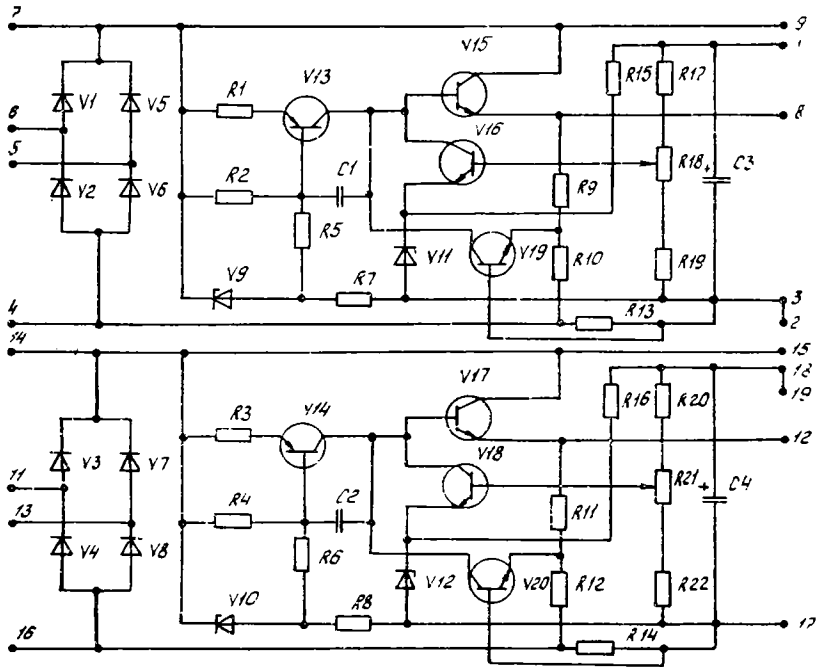 7 9
V15 1
R15 R17
R1 V13
V1 V5
6 V16 8
5
C1 R18 + C3
V2 V6 R2 R9
R5
V19
V11 R10 R19
V9 R7
4 3
R13 2
14 15
V17 18
R16 R20 19
R3 V14
12
V3 V7 V18
11 R21 + C4
C2
13 R4 R11
V4 V8 R6
V12 V20 R12 R22
V10 R8
17
16 R14